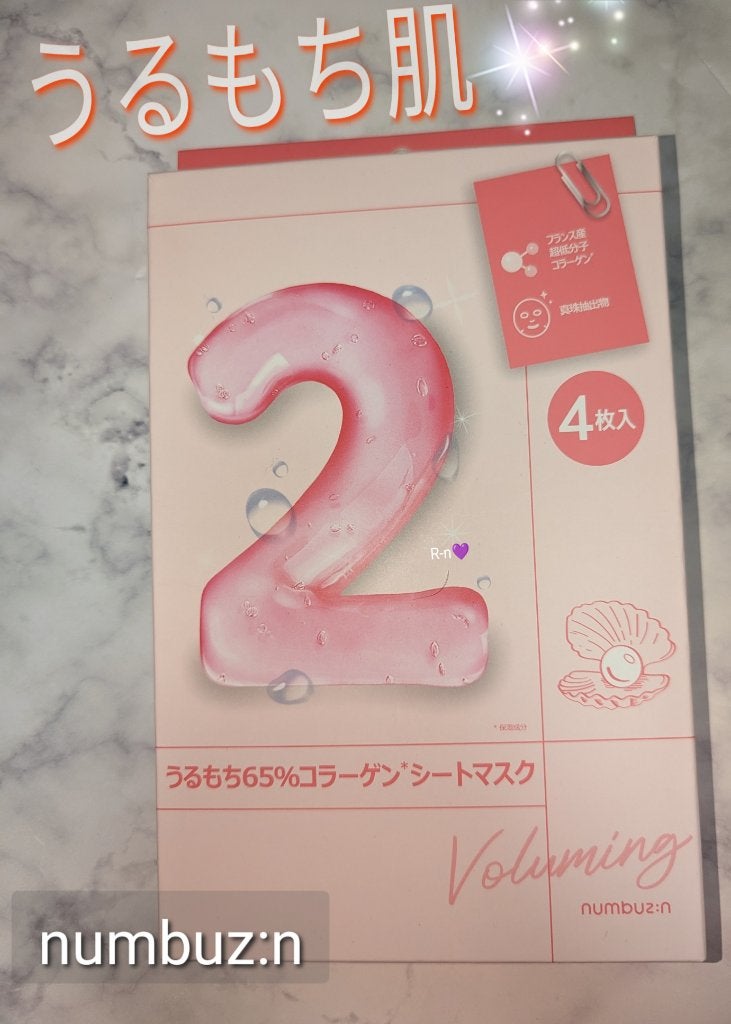 うるもち肌
フランス産
超低分子
コラーゲン*
真珠抽出物
2
4枚入
R-n💜
*保湿成分
うるもち65%コラーゲン*シートマスク
Voluming
numbuz:n
numbuz:n